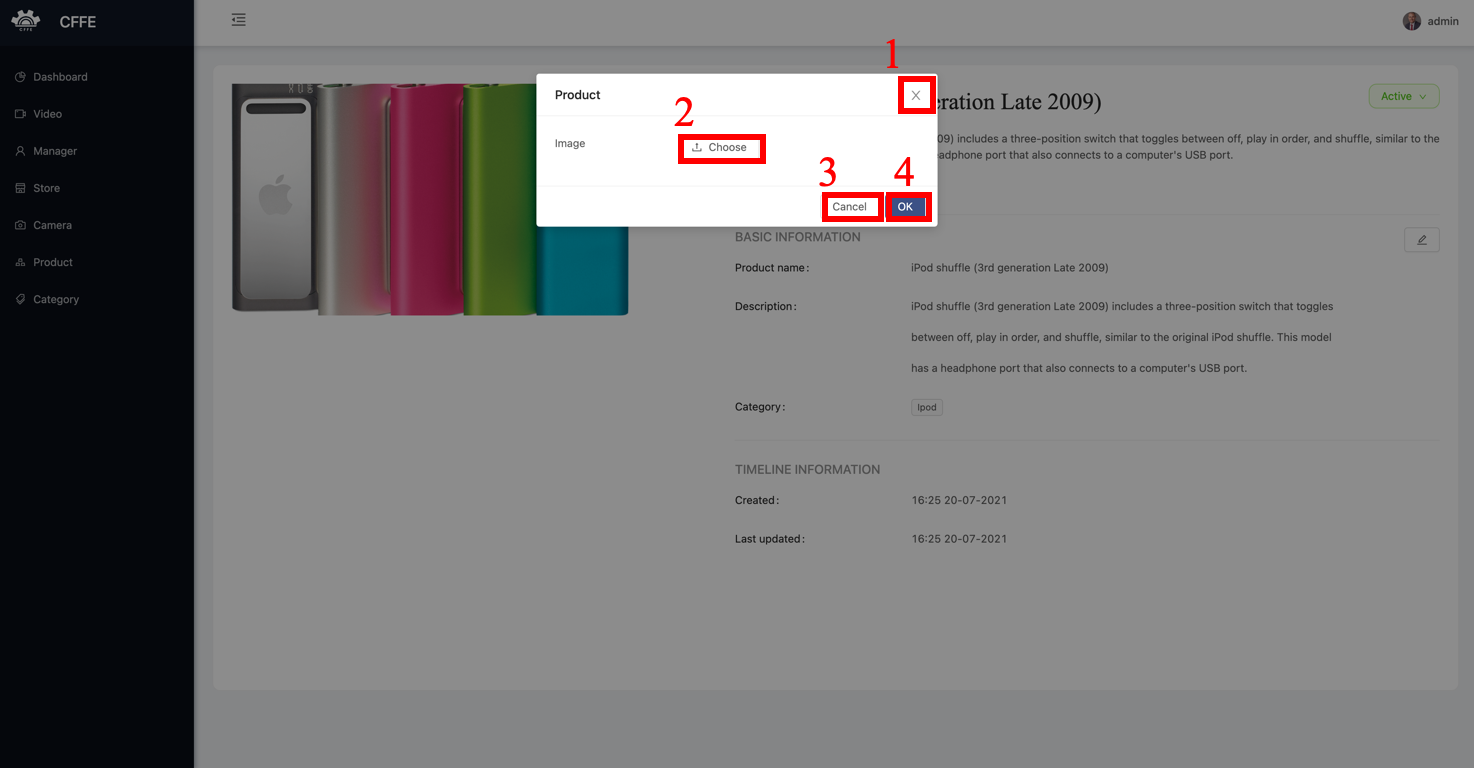 CFFE
CFFE
admin
Dashboard
Video
Manager
Store
Camera
Product
Category
1
Product
2
Image
Choose
3
4
Cancel
OK
eration Late 2009)
Active
09) includes a three-position switch that toggles between off, play in order, and shuffle, similar to the
eadphone port that also connects to a computer's USB port.
BASIC INFORMATION
Product name:
iPod shuffle (3rd generation Late 2009)
Description:
iPod shuffle (3rd generation Late 2009) includes a three-position switch that toggles
between off, play in order, and shuffle, similar to the original iPod shuffle. This model
has a headphone port that also connects to a computer's USB port.
Category:
Ipod
TIMELINE INFORMATION
Created:
16:25 20-07-2021
Last updated:
16:25 20-07-2021